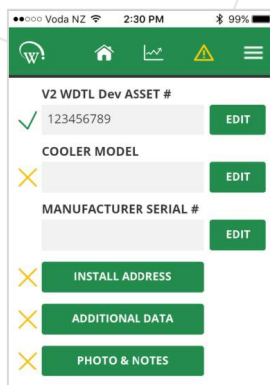 Voda NZ 2:30 PM 99%
W
V2 WDTL Dev ASSET #
123456789 EDIT
COOLER MODEL
EDIT
MANUFACTURER SERIAL #
EDIT
INSTALL ADDRESS
ADDITIONAL DATA
PHOTO & NOTES